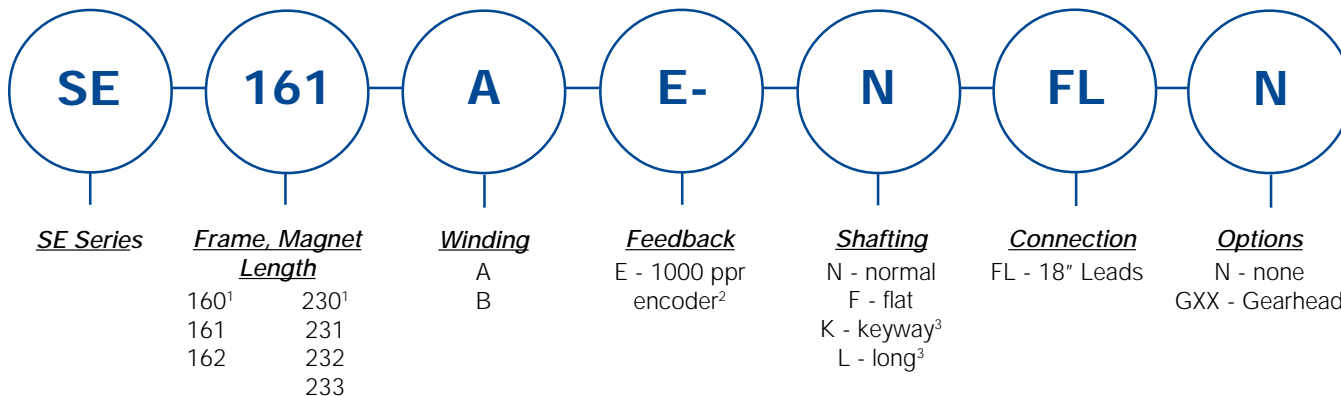 SE 161 A E- N FL N
SE Series
Frame, Magnet
Length
160¹ 230¹
161 231
162 232
233
Winding
A
B
Feedback
E - 1000 ppr
encoder²
Shafting
N - normal
F - flat
K - keyway³
L - long³
Connection
FL - 18" Leads
Options
N - none
GXX - Gearhead